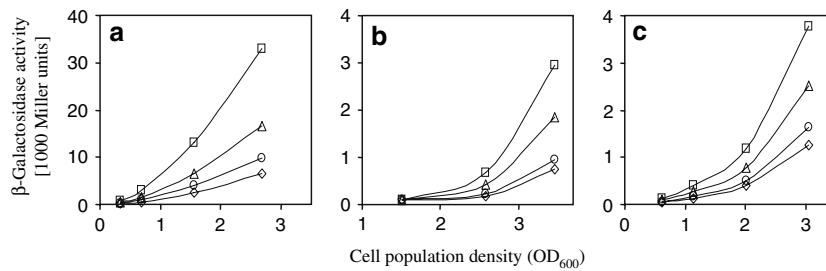 β-Galactosidase activity
[1000 Miller units]
a
40
30
20
10
0
0 1 2 3
b
4
3
2
1
0
1 2 3
c
4
3
2
1
0
0 1 2 3
Cell population density (OD600)